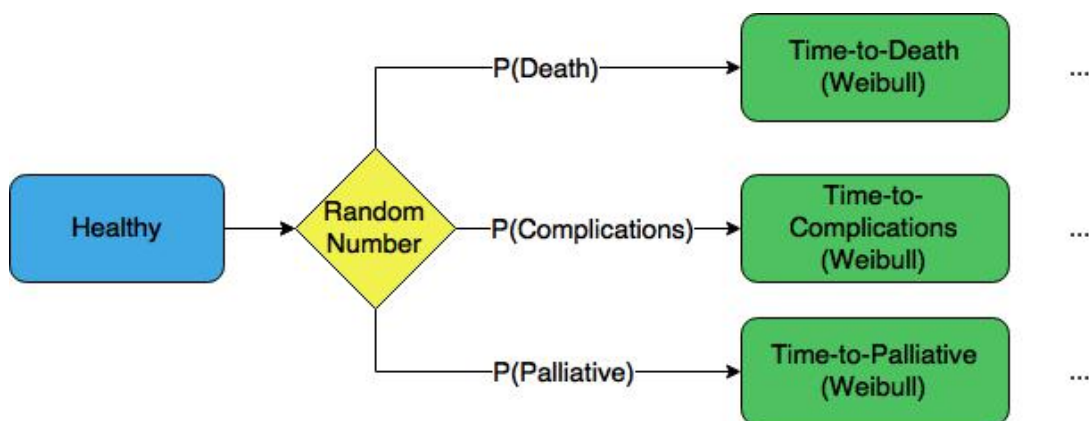 P(Death)
Time-to-Death
(Weibull)
...
Healthy
Random
Number
P(Complications)
Time-to-
Complications
(Weibull)
...
P(Palliative)
Time-to-Palliative
(Weibull)
...